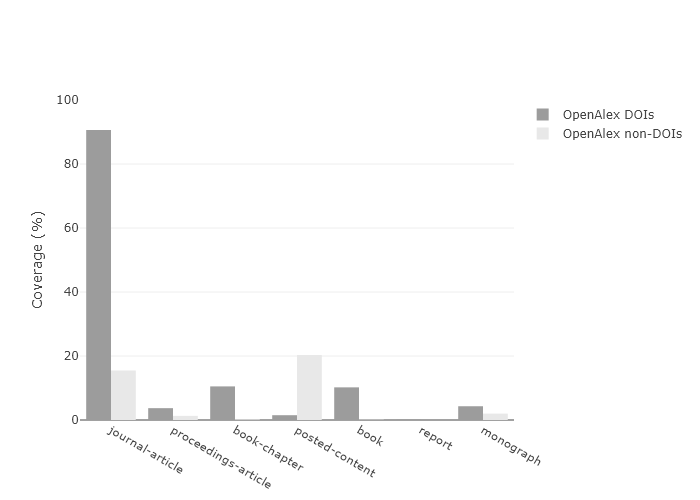 100
80
60
40
20
0
Coverage (%)
journal-article
proceedings-article
book-chapter
posted-content
book
report
monograph
OpenAlex DOIs
OpenAlex non-DOIs